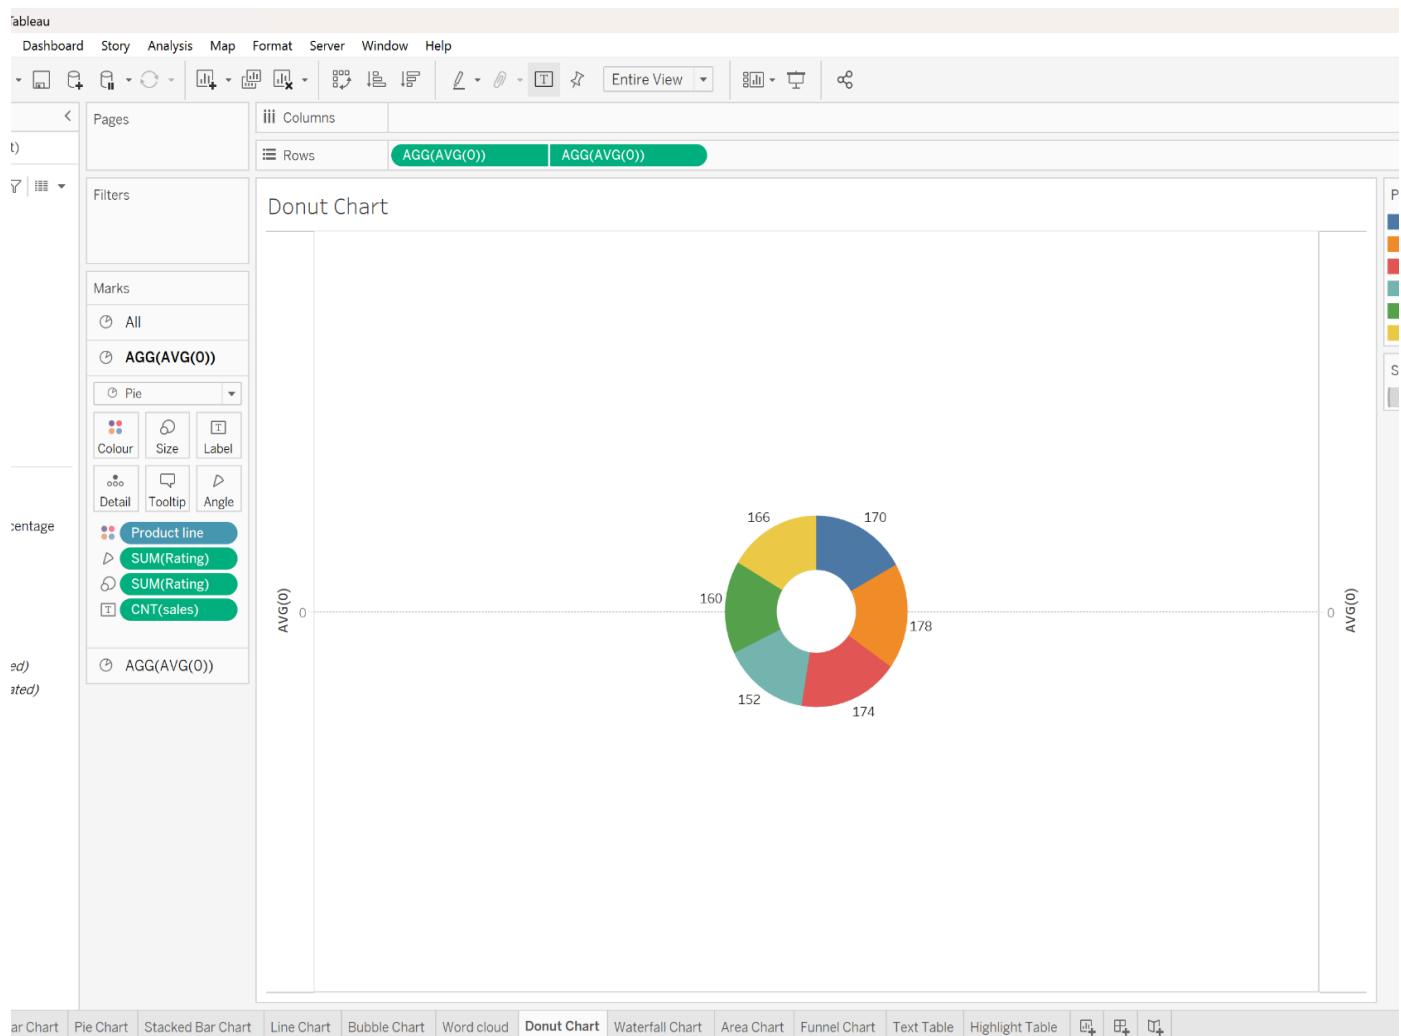 Tableau
Dashboard Story Analysis Map Format Server Window Help
Entire View
Pages
Columns
Rows
AGG(AVG(0)) AGG(AVG(0))
Filters
Marks
All
AGG(AVG(0))
Pie
Colour Size Label
Detail Tooltip Angle
Product line
SUM(Rating)
SUM(Rating)
CNT(sales)
AGG(AVG(0))
Donut Chart
166 170
160 178
152 174
AVG(0) 0
0 AVG(0)
P
S
t)
centage
ed)
ated)
ar Chart Pie Chart Stacked Bar Chart Line Chart Bubble Chart Word cloud Donut Chart Waterfall Chart Area Chart Funnel Chart Text Table Highlight Table